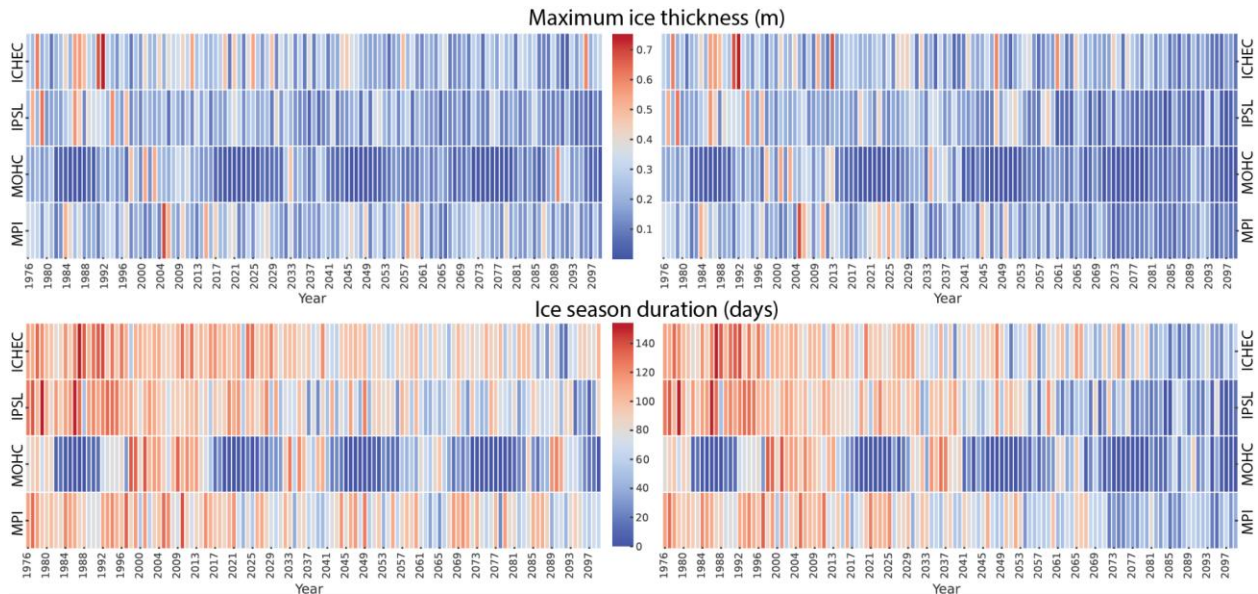 Maximum ice thickness (m)
ICHEC
IPSL
MOHC
MPI
1976 1980 1984 1988 1992 1996 2000 2004 2009 2013 2017 2021 2025 2029 2033 2037 2041 2045 2049 2053 2057 2061 2065 2069 2073 2077 2081 2085 2089 2093 2097
Year
0.7
0.6
0.5
0.4
0.3
0.2
0.1
ICHEC
IPSL
MOHC
MPI
1976 1980 1984 1988 1992 1996 2000 2004 2009 2013 2017 2021 2025 2029 2033 2037 2041 2045 2049 2053 2057 2061 2065 2069 2073 2077 2081 2085 2089 2093 2097
Year
Ice season duration (days)
ICHEC
IPSL
MOHC
MPI
1976 1980 1984 1988 1992 1996 2000 2004 2009 2013 2017 2021 2025 2029 2033 2037 2041 2045 2049 2053 2057 2061 2065 2069 2073 2077 2081 2085 2089 2093 2097
Year
140
120
100
80
60
40
20
0
ICHEC
IPSL
MOHC
MPI
1976 1980 1984 1988 1992 1996 2000 2004 2009 2013 2017 2021 2025 2029 2033 2037 2041 2045 2049 2053 2057 2061 2065 2069 2073 2077 2081 2085 2089 2093 2097
Year